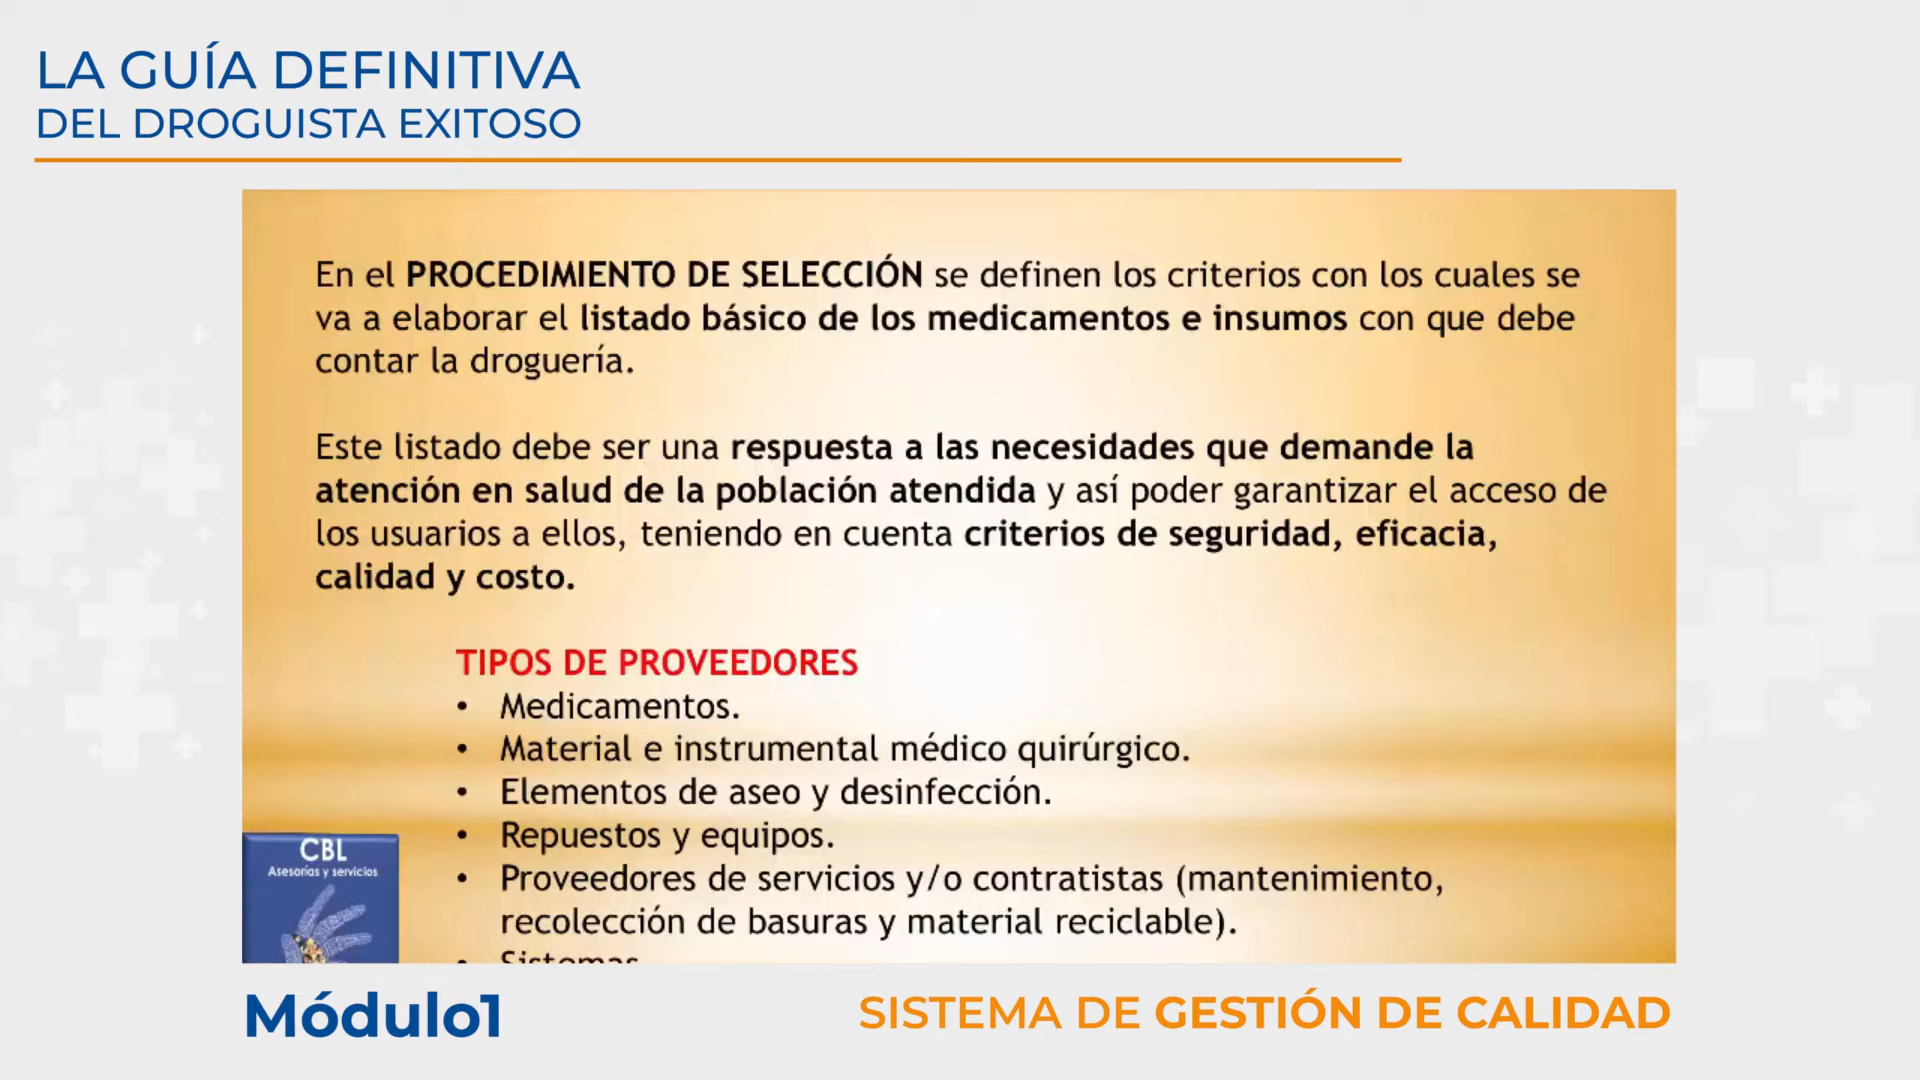 LA GUÍA DEFINITIVA
DEL DROGUISTA EXITOSO
En el PROCEDIMIENTO DE SELECCIÓN se definen los criterios con los cuales se
va a elaborar el listado básico de los medicamentos e insumos con que debe
contar la droguería.
Este listado debe ser una respuesta a las necesidades que demande la
atención en salud de la población atendida y así poder garantizar el acceso de
los usuarios a ellos, teniendo en cuenta criterios de seguridad, eficacia,
calidad y costo.
TIPOS DE PROVEEDORES
• Medicamentos.
• Material e instrumental médico quirúrgico.
• Elementos de aseo y desinfección.
• Repuestos y equipos.
• Proveedores de servicios y/o contratistas (mantenimiento,
recolección de basuras y material reciclable).
• Sistemas
CBL
Asesorías y servicios
Módulo1
SISTEMA DE GESTIÓN DE CALIDAD